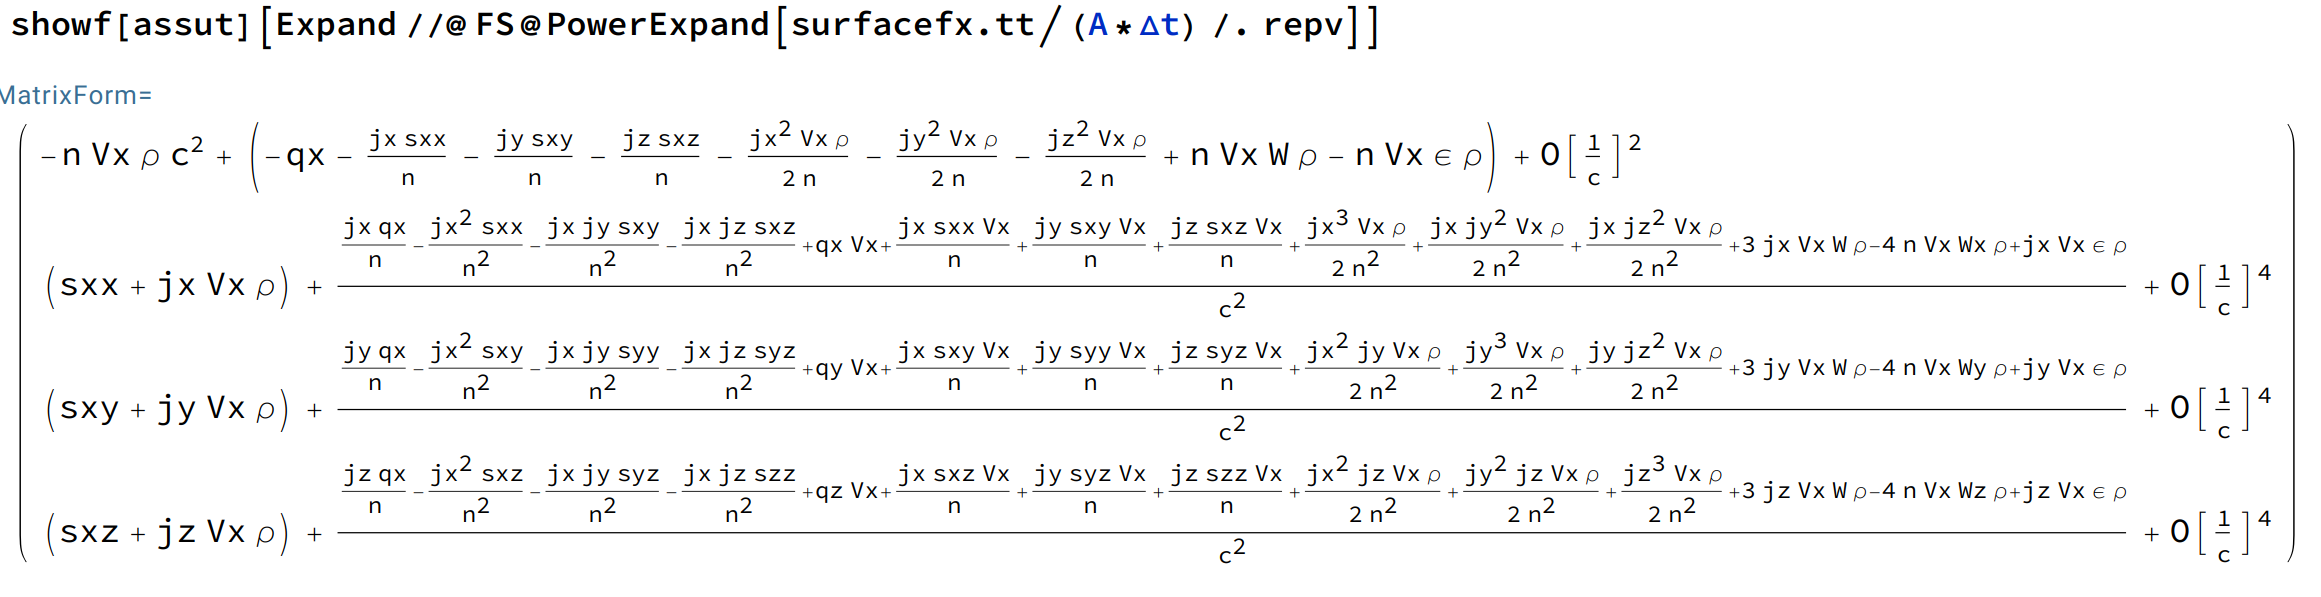 showf[assut][Expand //@ FS@PowerExpand[surfacefx.tt/(A*Δt) /. repv]]
MatrixForm=
-n Vx ρ c^2 + (-qx - jx sxx/n - jy sxy/n - jz sxz/n - jx^2 Vx ρ/2 n - jy^2 Vx ρ/2 n - jz^2 Vx ρ/2 n + n Vx W ρ - n Vx ϵ ρ) + O[1/c]^2
(sxx + jx Vx ρ) + (jx qx/n - jx^2 sxx/n^2 - jx jy sxy/n^2 - jx jz sxz/n^2 +qx Vx+ jx sxx Vx/n + jy sxy Vx/n + jz sxz Vx/n + jx^3 Vx ρ/2 n^2 + jx jy^2 Vx ρ/2 n^2 + jx jz^2 Vx ρ/2 n^2 +3 jx Vx W ρ-4 n Vx Wx ρ+jx Vx ϵ ρ)/c^2 + O[1/c]^4
(sxy + jy Vx ρ) + (jy qx/n - jx^2 sxy/n^2 - jx jy syy/n^2 - jx jz syz/n^2 +qy Vx+ jx sxy Vx/n + jy syy Vx/n + jz syz Vx/n + jx^2 jy Vx ρ/2 n^2 + jy^3 Vx ρ/2 n^2 + jy jz^2 Vx ρ/2 n^2 +3 jy Vx W ρ-4 n Vx Wy ρ+jy Vx ϵ ρ)/c^2 + O[1/c]^4
(sxz + jz Vx ρ) + (jz qx/n - jx^2 sxz/n^2 - jx jy syz/n^2 - jx jz szz/n^2 +qz Vx+ jx sxz Vx/n + jy syz Vx/n + jz szz Vx/n + jx^2 jz Vx ρ/2 n^2 + jy^2 jz Vx ρ/2 n^2 + jz^3 Vx ρ/2 n^2 +3 jz Vx W ρ-4 n Vx Wz ρ+jz Vx ϵ ρ)/c^2 + O[1/c]^4